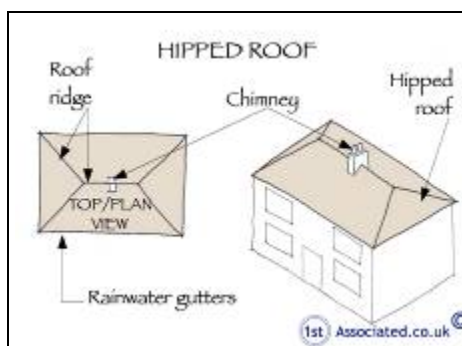 HIPPED ROOF
Roof
ridge
Chimney
Hipped
roof
TOP/PLAN
VIEW
Rainwater gutters
1st Associated.co.uk ©